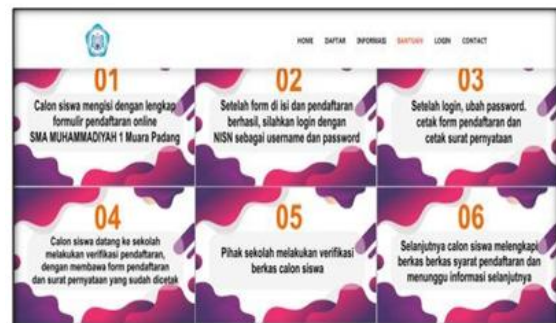 HOME DAFTAR INFORMASI BANTUAN LOGIN CONTACT
01
Calon siswa mengisi dengan lengkap
formulir pendaftaran online
SMA MUHAMMADIYAH 1 Muara Padang
02
Setelah form di isi dan pendaftaran
berhasil, silahkan login dengan
NISN sebagai username dan password
03
Setelah login, ubah password.
cetak form pendaftaran dan
cetak surat pernyataan
04
Calon siswa datang ke sekolah
melakukan verifikasi pendaftaran,
dengan membawa form pendaftaran
dan surat pernyataan yang sudah dicetak
05
Pihak sekolah melakukan verifikasi
berkas calon siswa
06
Selanjutnya calon siswa melengkapi
berkas berkas syarat pendaftaran dan
menunggu informasi selanjutnya